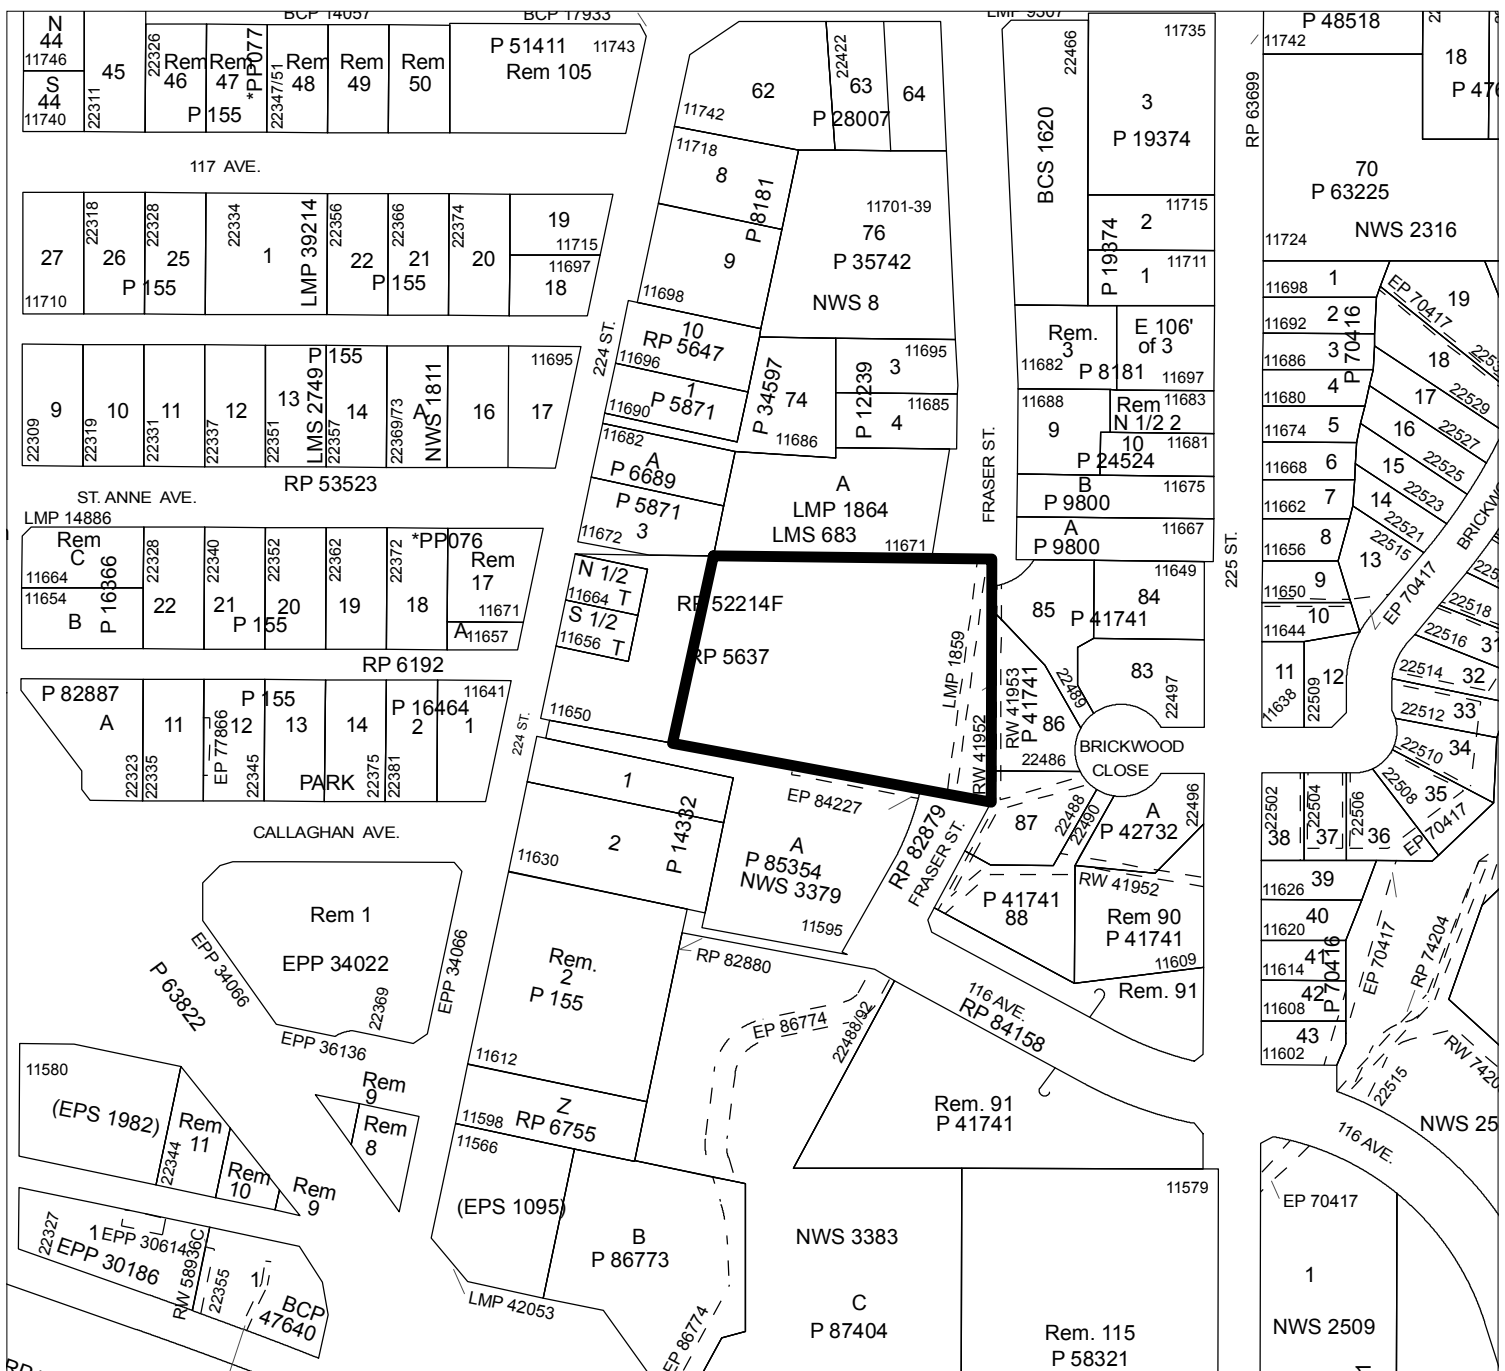 BCP 14057
BCP 17933
LMP 9307
N
44
11746
S
44
11740
45
22311
22326
Rem
46
Rem
47
*PP077
P 155
22347/51
Rem
48
Rem
49
Rem
50
P 51411
11743
Rem 105
117 AVE.
62
11742
22422
63
64
P 28007
11718
8
P 8181
9
11698
11701-39
76
P 35742
NWS 8
22466
BCS 1620
11735
3
P 19374
2
11715
P 19374
11711
1
RP 63699
11742
P 48518
18
70
P 63225
NWS 2316
11724
27
11710
22318
26
22328
25
P 155
22334
1
LMP 39214
22356
22
22366
21
P 155
22374
20
19
11715
11697
18
224 ST.
10
RP 5647
11696
1
P 5871
11690
P 34597
74
11686
3
11695
P 12239
11685
4
Rem.
3
11682
E 106'
of 3
P 8181
11697
11688
9
Rem
11683
N 1/2 2
10
11681
P 24524
B
11675
P 9800
A
11667
P 9800
FRASER ST.
225 ST.
11698
1
11692
2
P 70416
11686
3
11680
4
11674
5
11668
6
11662
7
11656
8
11650
9
10
11644
EP 70417
19
18
22529
17
22527
16
22525
15
22523
14
22521
22515
13
EP 70417
9
22309
10
22319
11
22331
12
22337
13
22351
P 155
LMS 2749
14
22357
A
22369/73
NWS 1811
16
11695
17
RP 53523
ST. ANNE AVE.
LMP 14886
11682
A
P 6689
P 5871
3
11672
A
LMP 1864
LMS 683
11671
Rem
C
11664
11654
B
P 16366
22328
22
22340
21
P 155
22352
20
22362
19
22372
18
*PP076
Rem
17
11671
A
11657
RP 6192
N 1/2
11664 T
S 1/2
11656 T
RP 52214F
RP 5637
LMP 1859
RW 41952
RW 41953
P 41741
11650
85
84
11649
P 41741
83
22497
22489
86
22486
BRICKWOOD
CLOSE
11
11638
12
22509
22518
22516
22514
32
22512
33
22510
34
22508
35
EP 70417
P 82887
A
22323
11
22335
EP 77866
P 155
12
22345
13
14
22375
PARK
P 16464
2
22381
11641
1
224 ST.
CALLAGHAN AVE.
1
2
11630
P 14332
EP 84227
A
P 85354
NWS 3379
11595
RP 82879
FRASER ST.
87
22488
22490
A
P 42732
22496
RW 41952
P 41741
88
Rem 90
P 41741
11609
22502
38
22504
37
22506
36
39
11626
40
11620
41
11614
42
P 70416
11608
43
11602
EP 70417
RP 74204
22515
Rem 1
EPP 34022
22369
EPP 34066
EPP 34066
EPP 36136
P 63822
Rem.
2
P 155
11612
RP 82880
EP 86774
22488/92
116 AVE.
RP 84158
Rem. 91
Rem. 91
P 41741
116 AVE.
11580
(EPS 1982)
Rem
11
22344
Rem
10
Rem
9
Rem
9
Rem
8
Z
RP 6755
11598
11566
(EPS 1095)
B
P 86773
LMP 42053
EP 86774
NWS 3383
C
P 87404
11579
Rem. 115
P 58321
EP 70417
1
NWS 2509
22327
1
EPP 30614
EPP 30186
RW 58936C
22355
1
BCP
47640